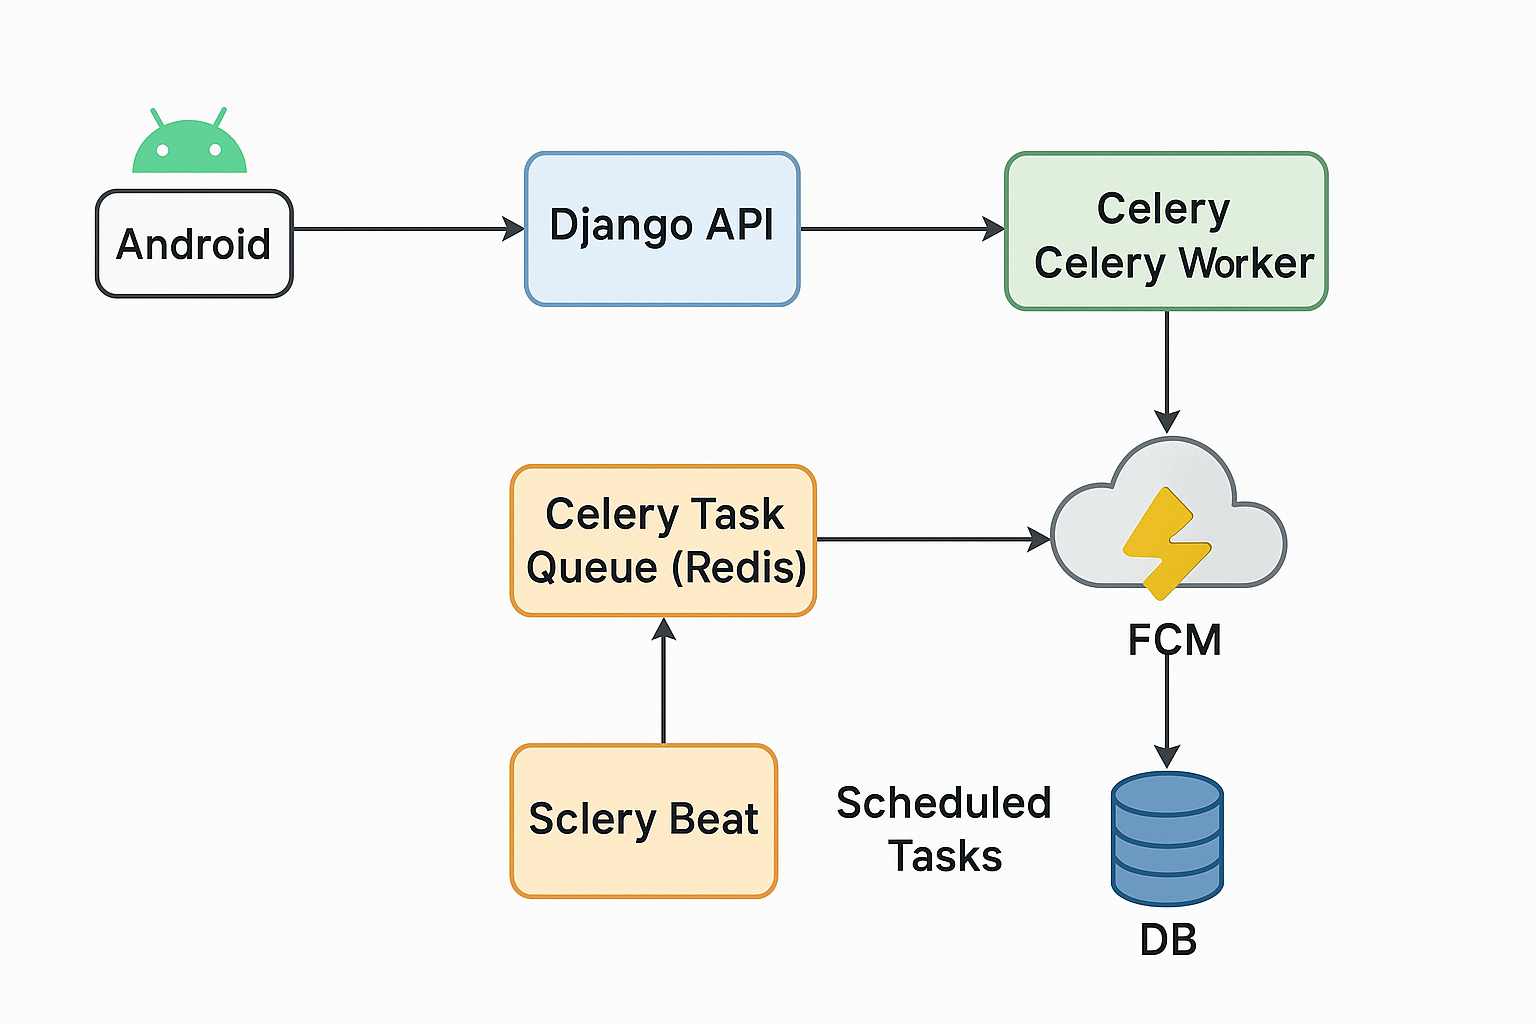 Android
Django API
Celery
Celery Worker
Celery Task
Queue (Redis)
FCM
Sclery Beat
Scheduled
Tasks
DB